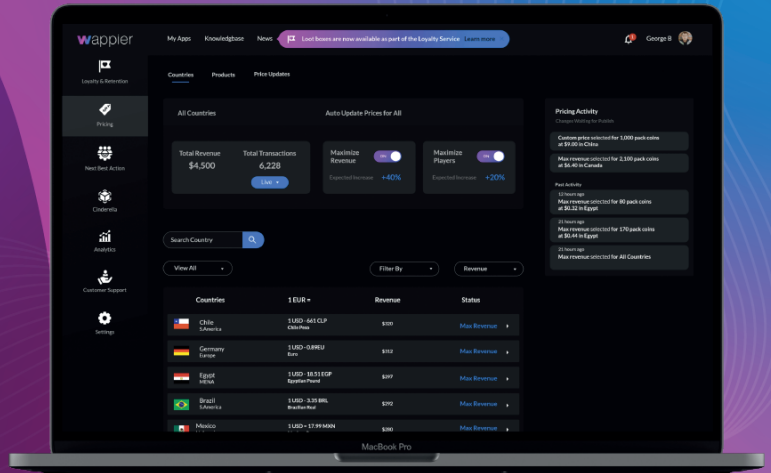 wappier
My Apps Knowledgbase News
Loot boxes are now available as part of the Loyalty Service Learn more
1
George B
Loyalty & Retention
Pricing
Next Best Action
Cinderella
Analytics
Customer Support
Settings
Countries Products Price Updates
All Countries
Auto Update Prices for All
Total Revenue
$4,500
Total Transactions
6,228
Live
Maximize
Revenue
ON
Expected Increase +40%
Maximize
Players
ON
Expected Increase +20%
Pricing Activity
Changes Waiting for Publish
Custom price selected for 1,000 pack coins
at $9.00 in China
Max revenue selected for 2,100 pack coins
at $6.40 in Canada
Past Activity
12 hours ago
Max revenue selected for 80 pack coins
at $0.32 in Egypt
21 hours ago
Max revenue selected for 170 pack coins
at $0.44 in Egypt
21 hours ago
Max revenue selected for All Countries
Search Country
View All
Filter By
Revenue
Countries 1 EUR = Revenue Status
Chile
S.America
1 USD - 661 CLP
Chile Peso
$320
Max Revenue
Germany
Europe
1 USD - 0.89EU
Euro
$312
Max Revenue
Egypt
MENA
1 USD - 18.51 EGP
Egyptian Pound
$297
Max Revenue
Brazil
S.America
1 USD - 3.35 BRL
Brazilian Real
$292
Max Revenue
Mexico
1 USD = 17.99 MXN
$280
Max Revenue
MacBook Pro